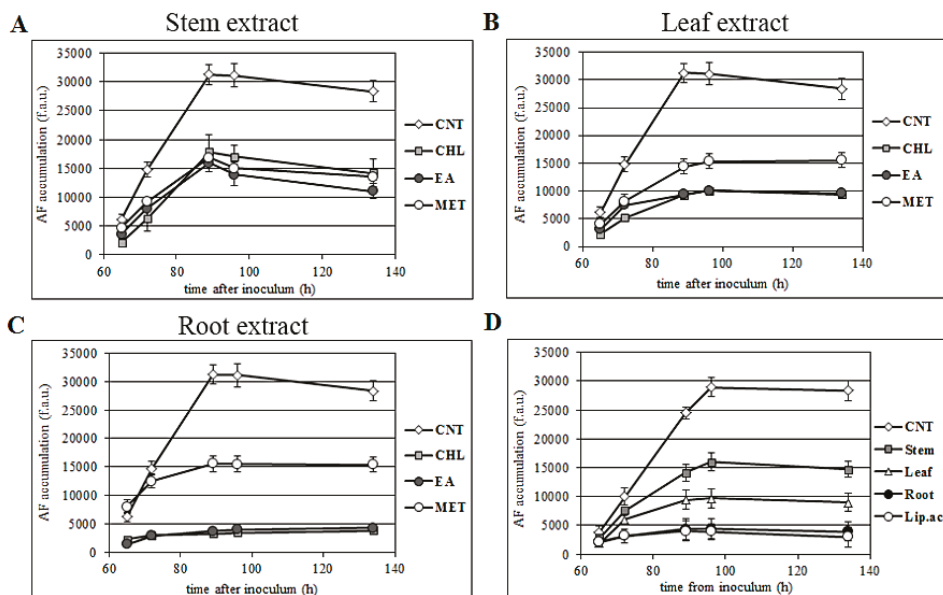 A Stem extract
AF accumulation (f.a.u.)
35000
30000
25000
20000
15000
10000
5000
0
60 80 100 120 140
time after inoculum (h)
CNT
CHL
EA
MET
B Leaf extract
AF accumulation (f.a.u.)
35000
30000
25000
20000
15000
10000
5000
0
60 80 100 120 140
time after inoculum (h)
CNT
CHL
EA
MET
C Root extract
AF accumulation (f.a.u.)
35000
30000
25000
20000
15000
10000
5000
0
60 80 100 120 140
time after inoculum (h)
CNT
CHL
EA
MET
D
AF accumulation (f.a.u.)
35000
30000
25000
20000
15000
10000
5000
0
60 80 100 120 140
time from inoculum (h)
CNT
Stem
Leaf
Root
Lip.ac